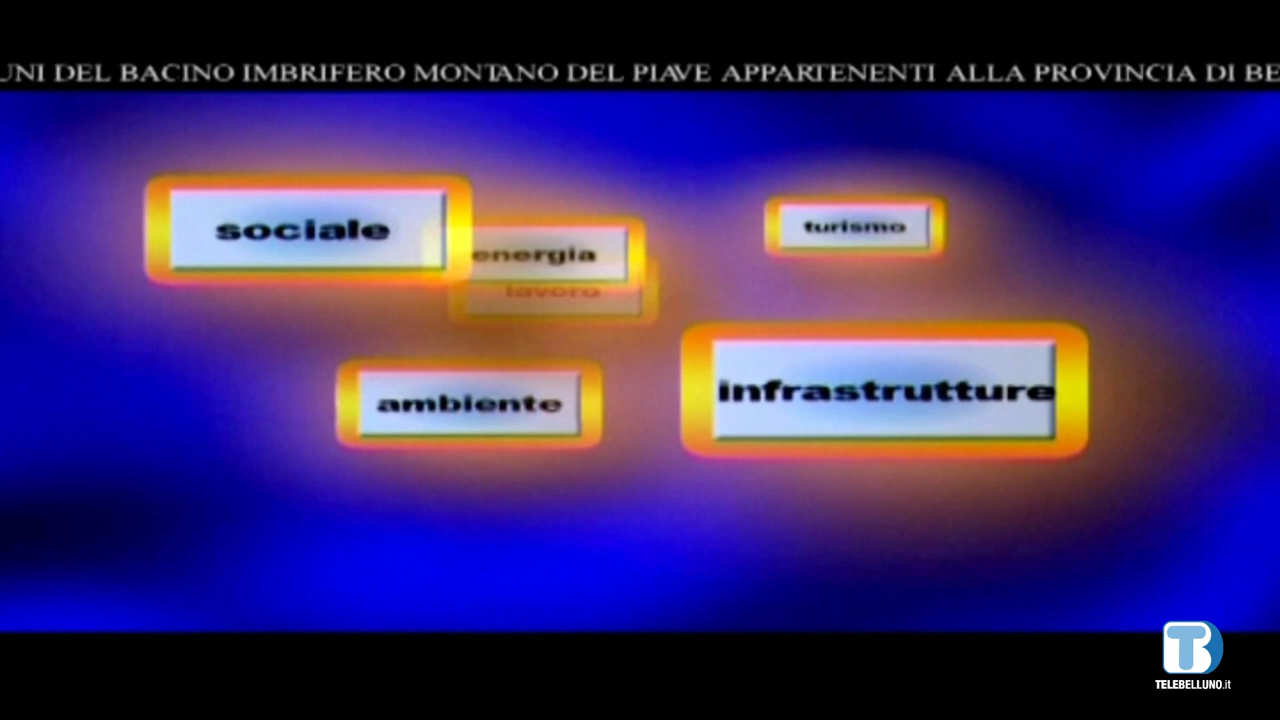 UNI DEL BACINO IMBRIFERO MONTANO DEL PIAVE APPARTENENTI ALLA PROVINCIA DI BE
sociale
energia
turismo
lavoro
ambiente
infrastrutture
TB
TELEBELLUNO.it